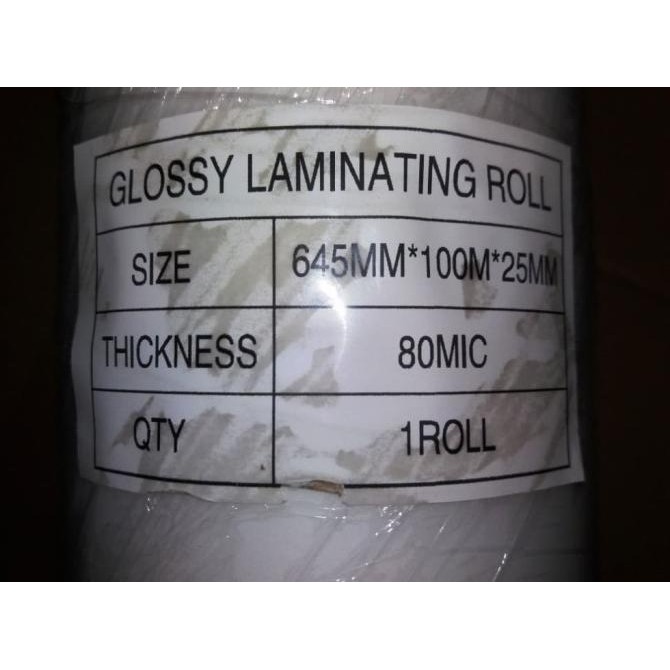 GLOSSY LAMINATING ROLL
SIZE 645MM*100M*25MM
THICKNESS 80MIC
QTY 1ROLL